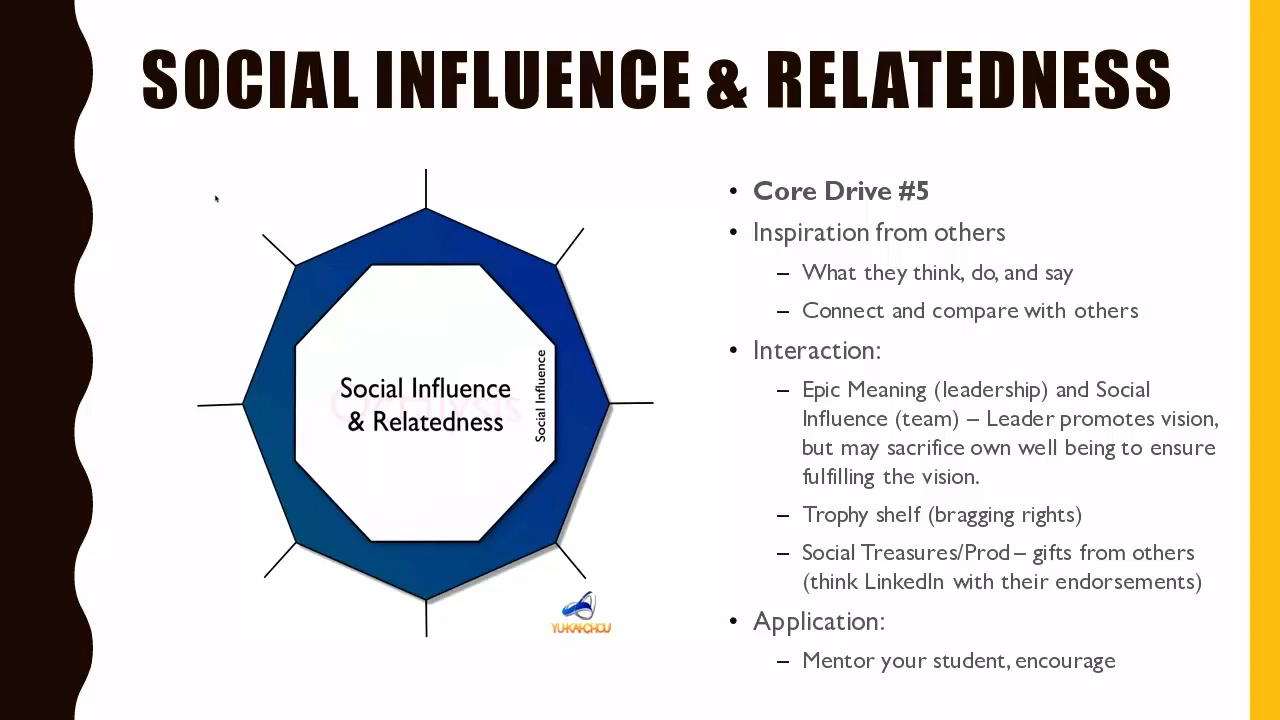 SOCIAL INFLUENCE & RELATEDNESS
Social Influence
& Relatedness
Social Influence
Octalysis
YU-KAI-CHOU
• Core Drive #5
• Inspiration from others
– What they think, do, and say
– Connect and compare with others
• Interaction:
– Epic Meaning (leadership) and Social
Influence (team) – Leader promotes vision,
but may sacrifice own well being to ensure
fulfilling the vision.
– Trophy shelf (bragging rights)
– Social Treasures/Prod – gifts from others
(think LinkedIn with their endorsements)
• Application:
– Mentor your student, encourage